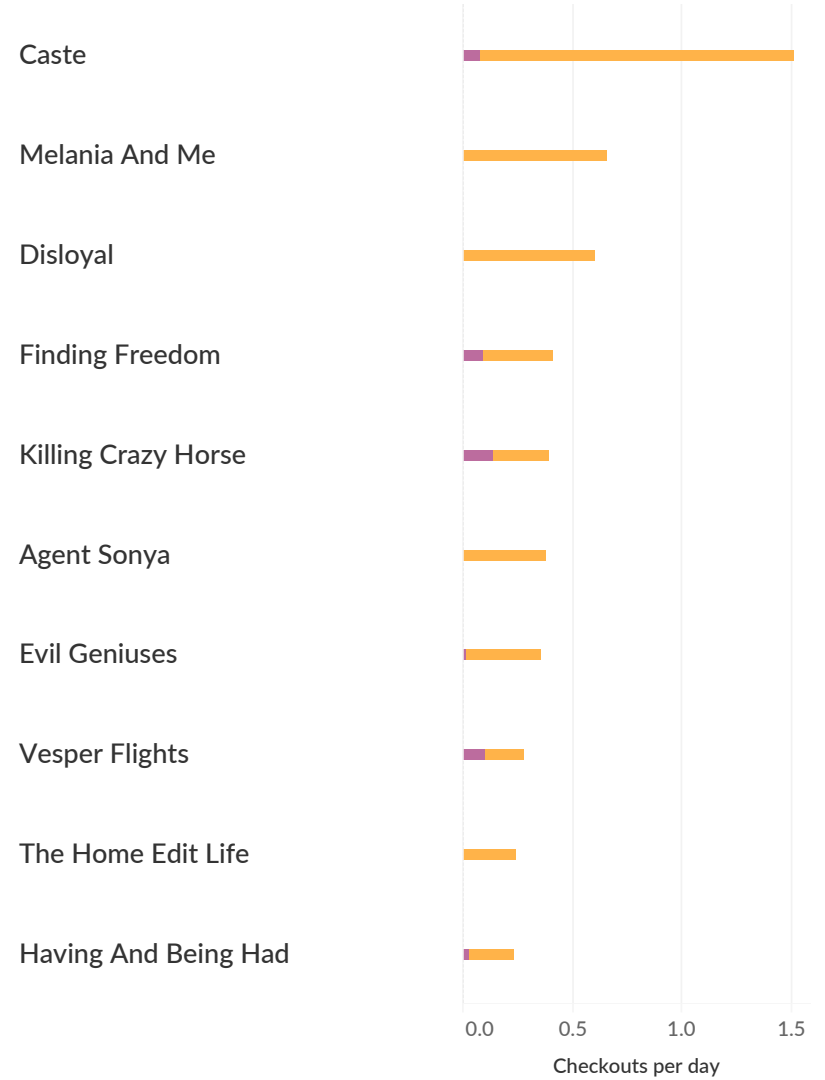 Caste
Melania And Me
Disloyal
Finding Freedom
Killing Crazy Horse
Agent Sonya
Evil Geniuses
Vesper Flights
The Home Edit Life
Having And Being Had
0.0 0.5 1.0 1.5
Checkouts per day